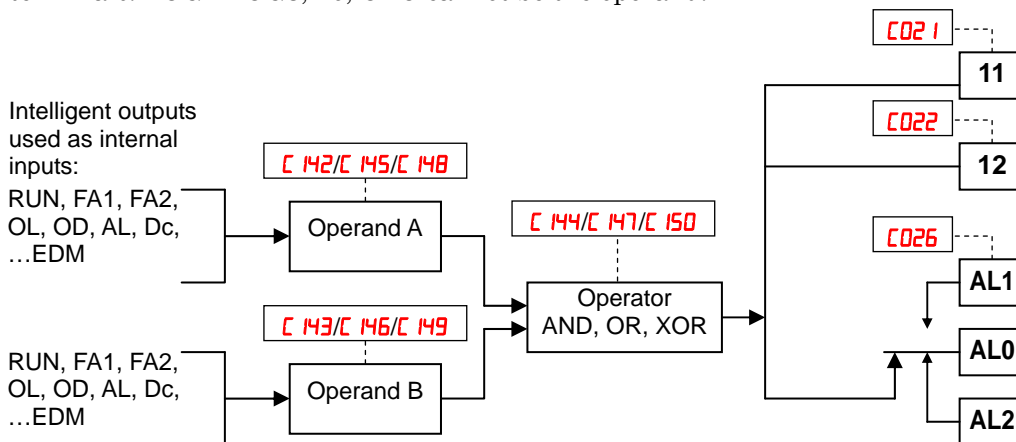 C021
11
Intelligent outputs
used as internal
inputs:
C022
C142/C145/C148
12
RUN, FA1, FA2,
OL, OD, AL, Dc,
…EDM
Operand A
C144/C147/C150
C026
AL1
Operator
AND, OR, XOR
C143/C146/C149
AL0
RUN, FA1, FA2,
OL, OD, AL, Dc,
…EDM
Operand B
AL2